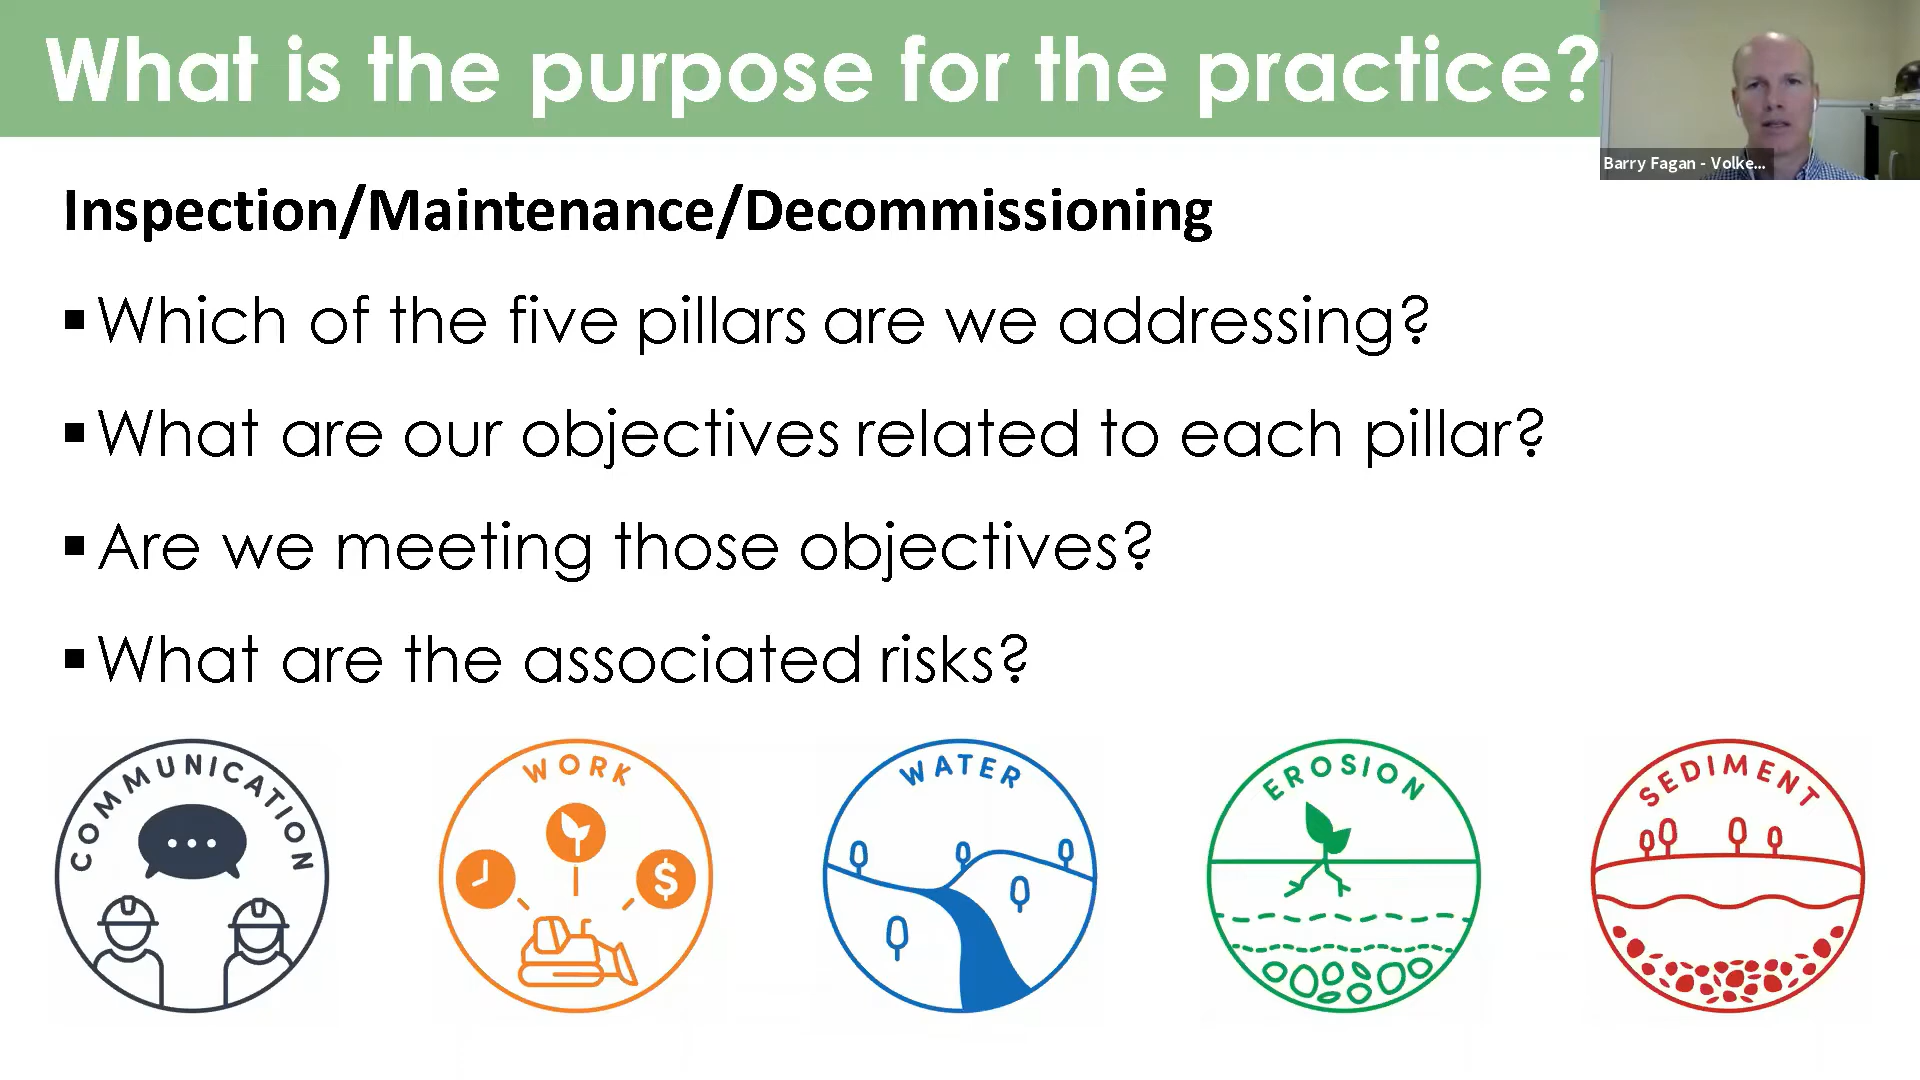 What is the purpose for the practice?
Barry Fagan - Volke...
Inspection/Maintenance/Decommissioning
▪Which of the five pillars are we addressing?
▪What are our objectives related to each pillar?
▪Are we meeting those objectives?
▪What are the associated risks?
COMMUNICATION
WORK
$
WATER
EROSION
SEDIMENT